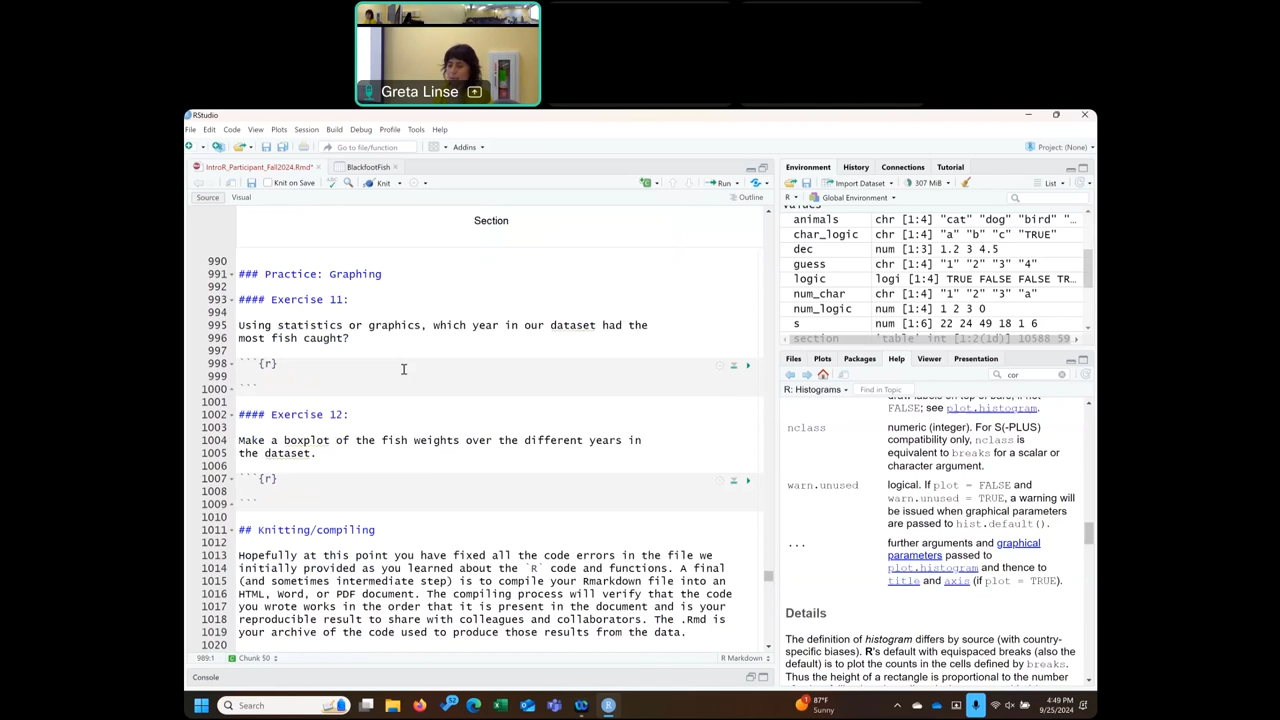 Greta Linse
RStudio
File Edit Code View Plots Session Build Debug Profile Tools Help
Go to file/function Addins
Project: (None)
IntroR_Participant_Fall2024.Rmd* BlackfootFish
Knit on Save Knit Run
Source Visual Outline
Section
990
991 ### Practice: Graphing
992
993 #### Exercise 11:
994
995 Using statistics or graphics, which year in our dataset had the
996 most fish caught?
997
998 ```{r}
999
1000 ```
1001
1002 #### Exercise 12:
1003
1004 Make a boxplot of the fish weights over the different years in
1005 the dataset.
1006
1007 ```{r}
1008
1009 ```
1010
1011 ## Knitting/compiling
1012
1013 Hopefully at this point you have fixed all the code errors in the file we
1014 initially provided as you learned about the `R` code and functions. A final
1015 (and sometimes intermediate step) is to compile your Rmarkdown file into an
1016 HTML, Word, or PDF document. The compiling process will verify that the code
1017 you wrote works in the order that it is present in the document and is your
1018 reproducible result to share with colleagues and collaborators. The .Rmd is
1019 your archive of the code used to produce those results from the data.
1020
989:1 Chunk 50 R Markdown
Console
Environment History Connections Tutorial
Import Dataset 307 MiB List
R Global Environment
Values
animals chr [1:4] "cat" "dog" "bird" "…
char_logic chr [1:4] "a" "b" "c" "TRUE"
dec num [1:3] 1.2 3 4.5
guess chr [1:4] "1" "2" "3" "4"
logic logi [1:4] TRUE FALSE FALSE TR…
num_char chr [1:4] "1" "2" "3" "a"
num_logic num [1:4] 1 2 3 0
s num [1:6] 22 24 49 18 1 6
section 'table' int [1:2(1d)] 10588 59
Files Plots Packages Help Viewer Presentation
cor
R: Histograms Find in Topic
draw labels on top of bars, if not
FALSE; see plot.histogram.
nclass numeric (integer). For S(-PLUS)
compatibility only, nclass is
equivalent to breaks for a scalar or
character argument.
warn.unused logical. If plot = FALSE and
warn.unused = TRUE, a warning will
be issued when graphical parameters
are passed to hist.default().
... further arguments and graphical
parameters passed to
plot.histogram and thence to
title and axis (if plot = TRUE).
Details
The definition of histogram differs by source (with country-
specific biases). R's default with equispaced breaks (also the
default) is to plot the counts in the cells defined by breaks.
Thus the height of a rectangle is proportional to the number
Search
87°F
Sunny
4:49 PM
9/25/2024